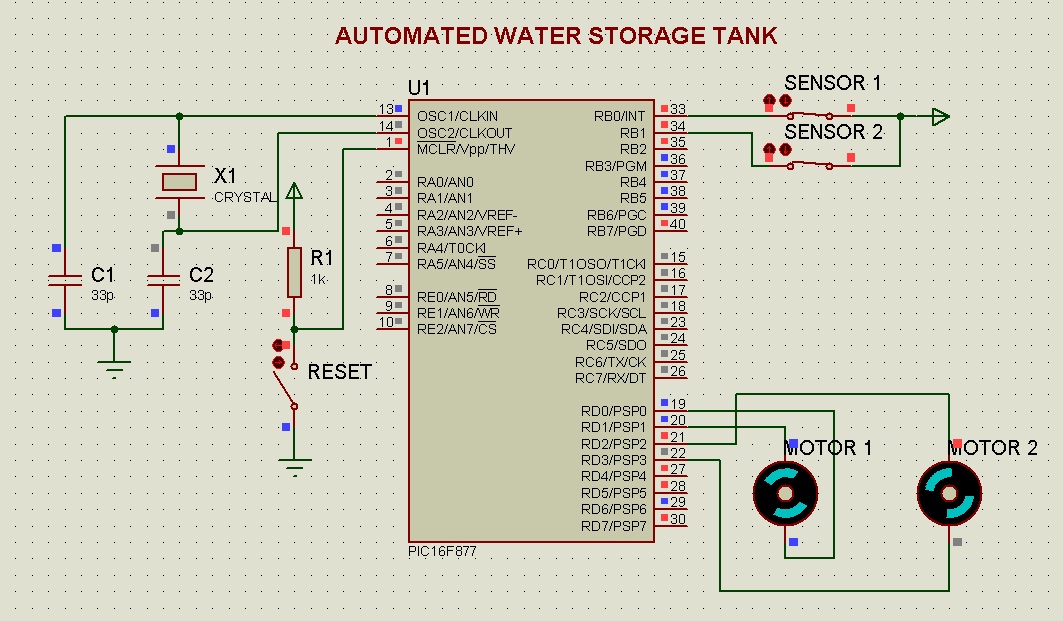 AUTOMATED WATER STORAGE TANK
U1
13 OSC1/CLKIN
14 OSC2/CLKOUT
1 MCLR/Vpp/THV
2 RA0/AN0
3 RA1/AN1
4 RA2/AN2/VREF-
5 RA3/AN3/VREF+
6 RA4/T0CKI
7 RA5/AN4/SS
8 RE0/AN5/RD
9 RE1/AN6/WR
10 RE2/AN7/CS
RB0/INT 33
RB1 34
RB2 35
RB3/PGM 36
RB4 37
RB5 38
RB6/PGC 39
RB7/PGD 40
RC0/T1OSO/T1CKI 15
RC1/T1OSI/CCP2 16
RC2/CCP1 17
RC3/SCK/SCL 18
RC4/SDI/SDA 23
RC5/SDO 24
RC6/TX/CK 25
RC7/RX/DT 26
RD0/PSP0 19
RD1/PSP1 20
RD2/PSP2 21
RD3/PSP3 22
RD4/PSP4 27
RD5/PSP5 28
RD6/PSP6 29
RD7/PSP7 30
PIC16F877
X1
CRYSTAL
C1
33p
C2
33p
R1
1k
RESET
SENSOR 1
SENSOR 2
MOTOR 1
MOTOR 2